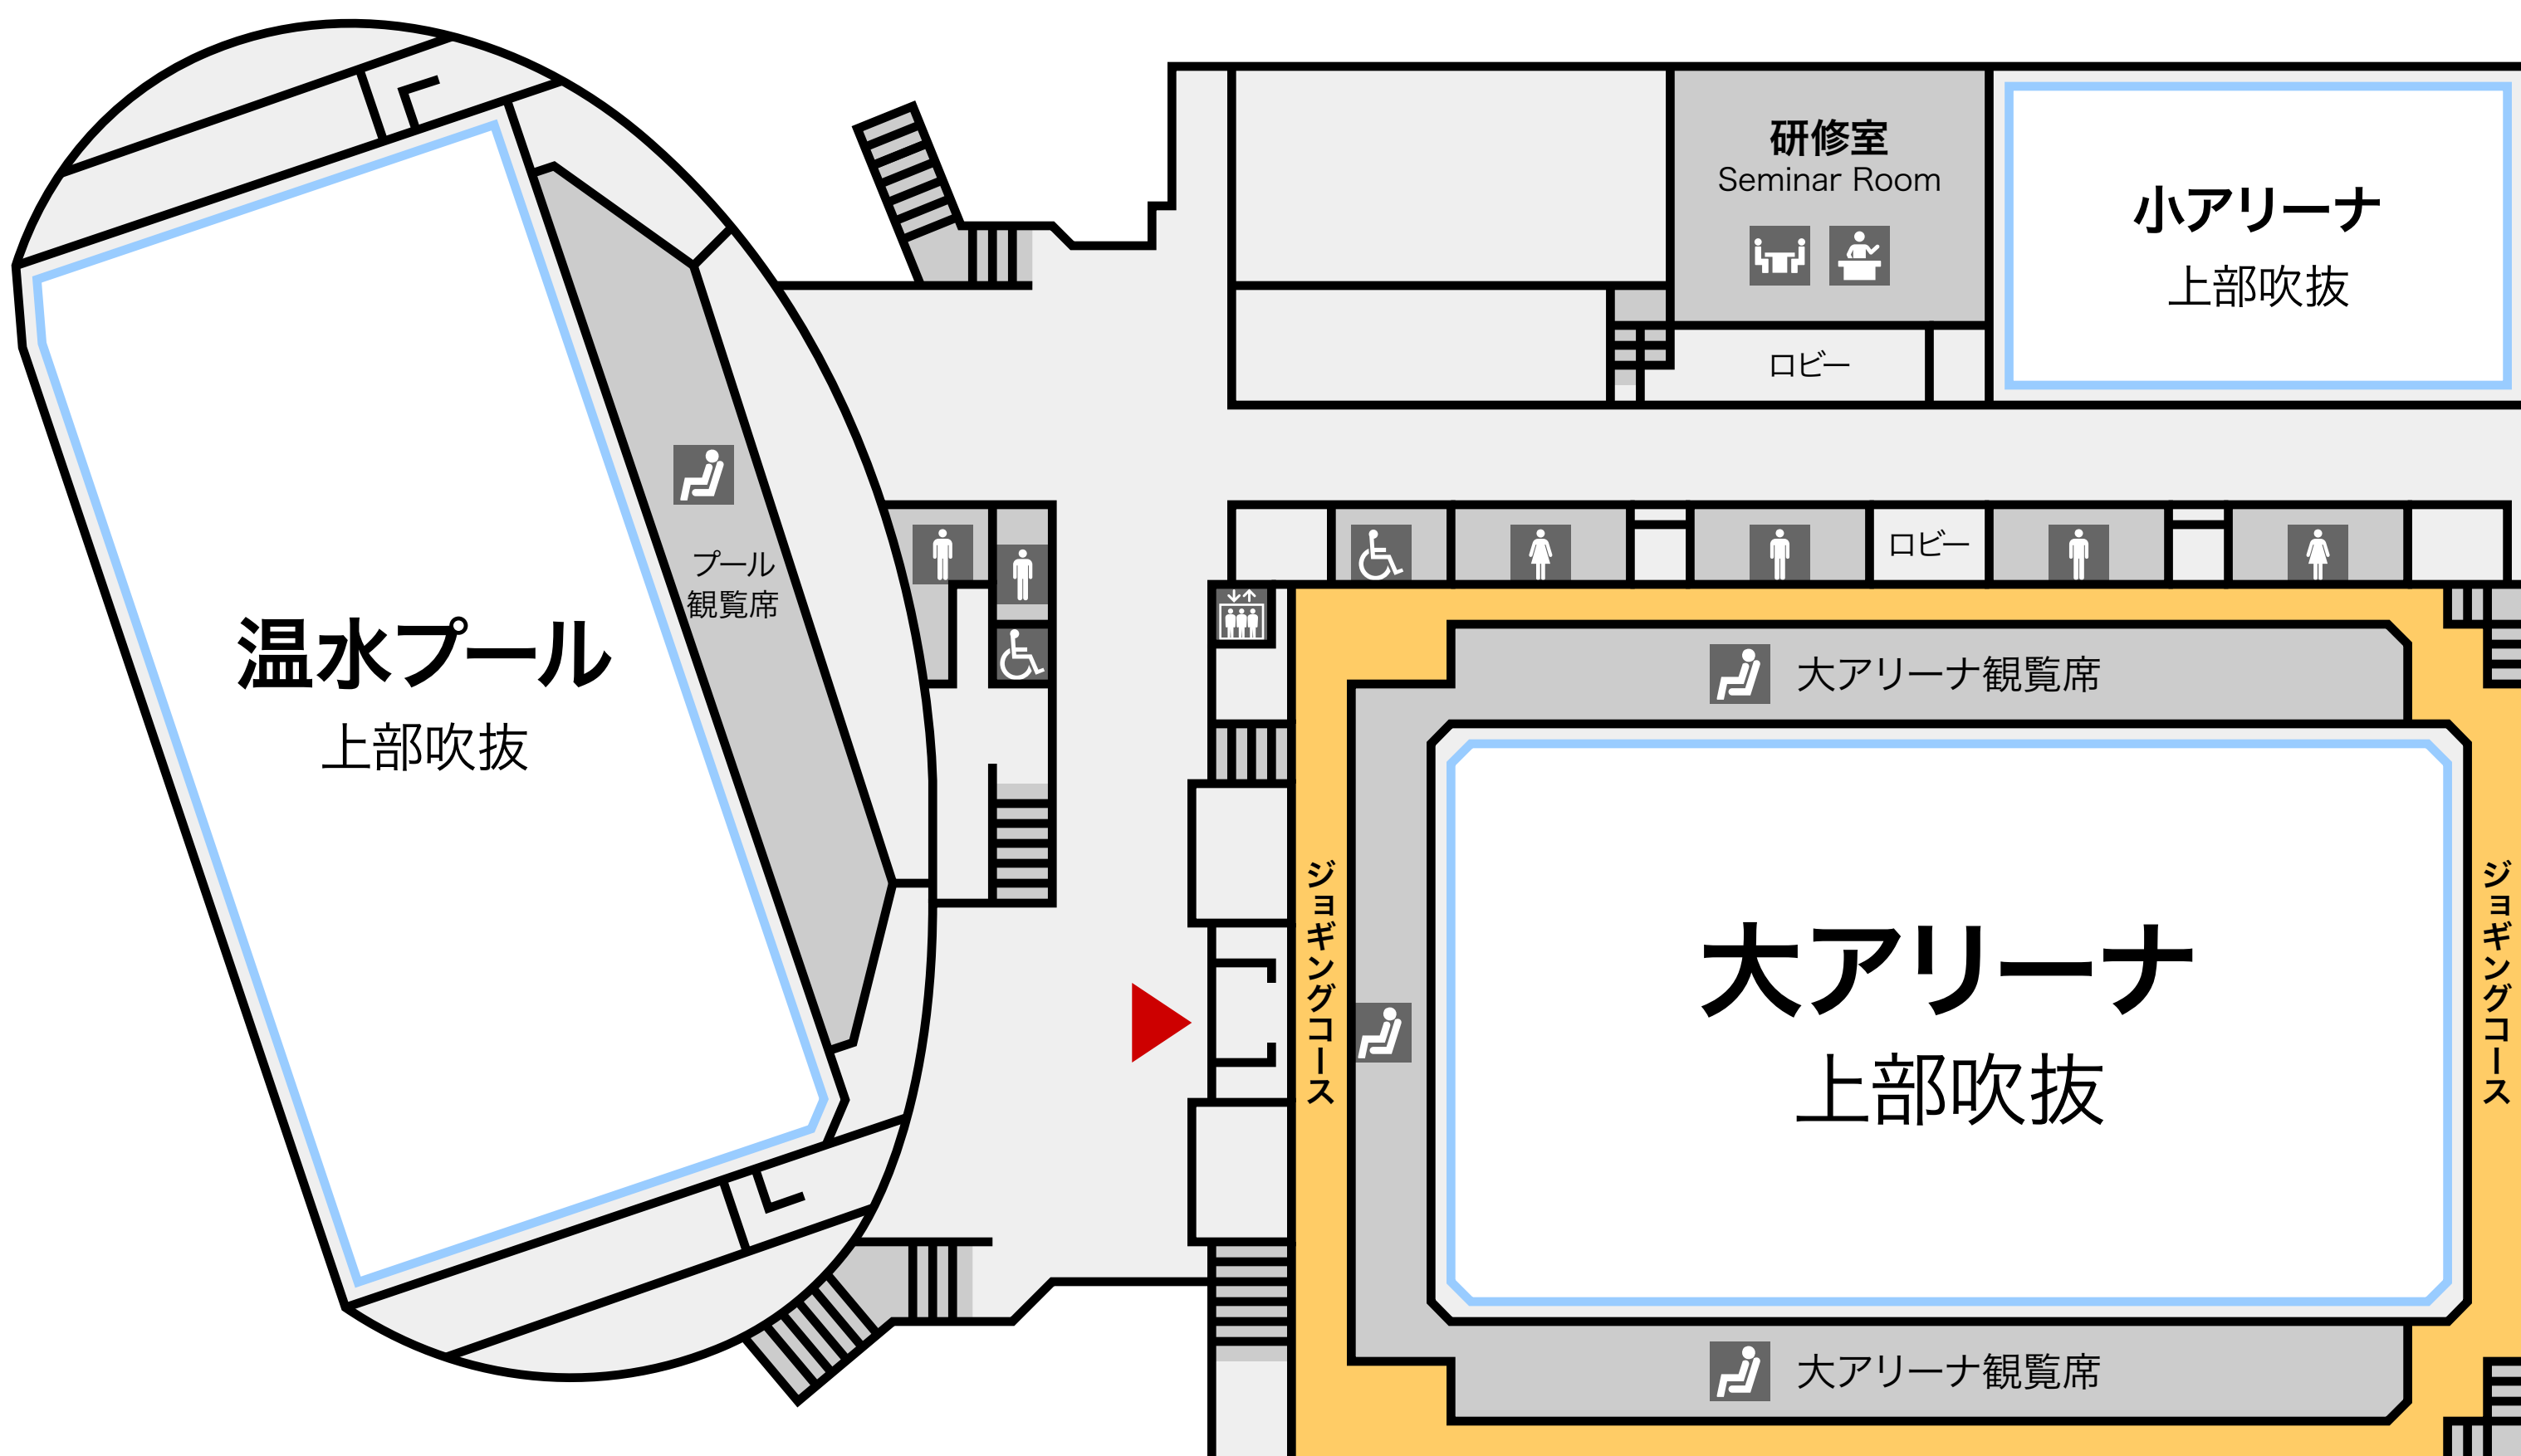 研修室
Seminar Room
小アリーナ
上部吹抜
ロビー
プール
観覧席
ロビー
温水プール
上部吹抜
大アリーナ観覧席
ジョギングコース
大アリーナ
上部吹抜
ジョギングコース
大アリーナ観覧席